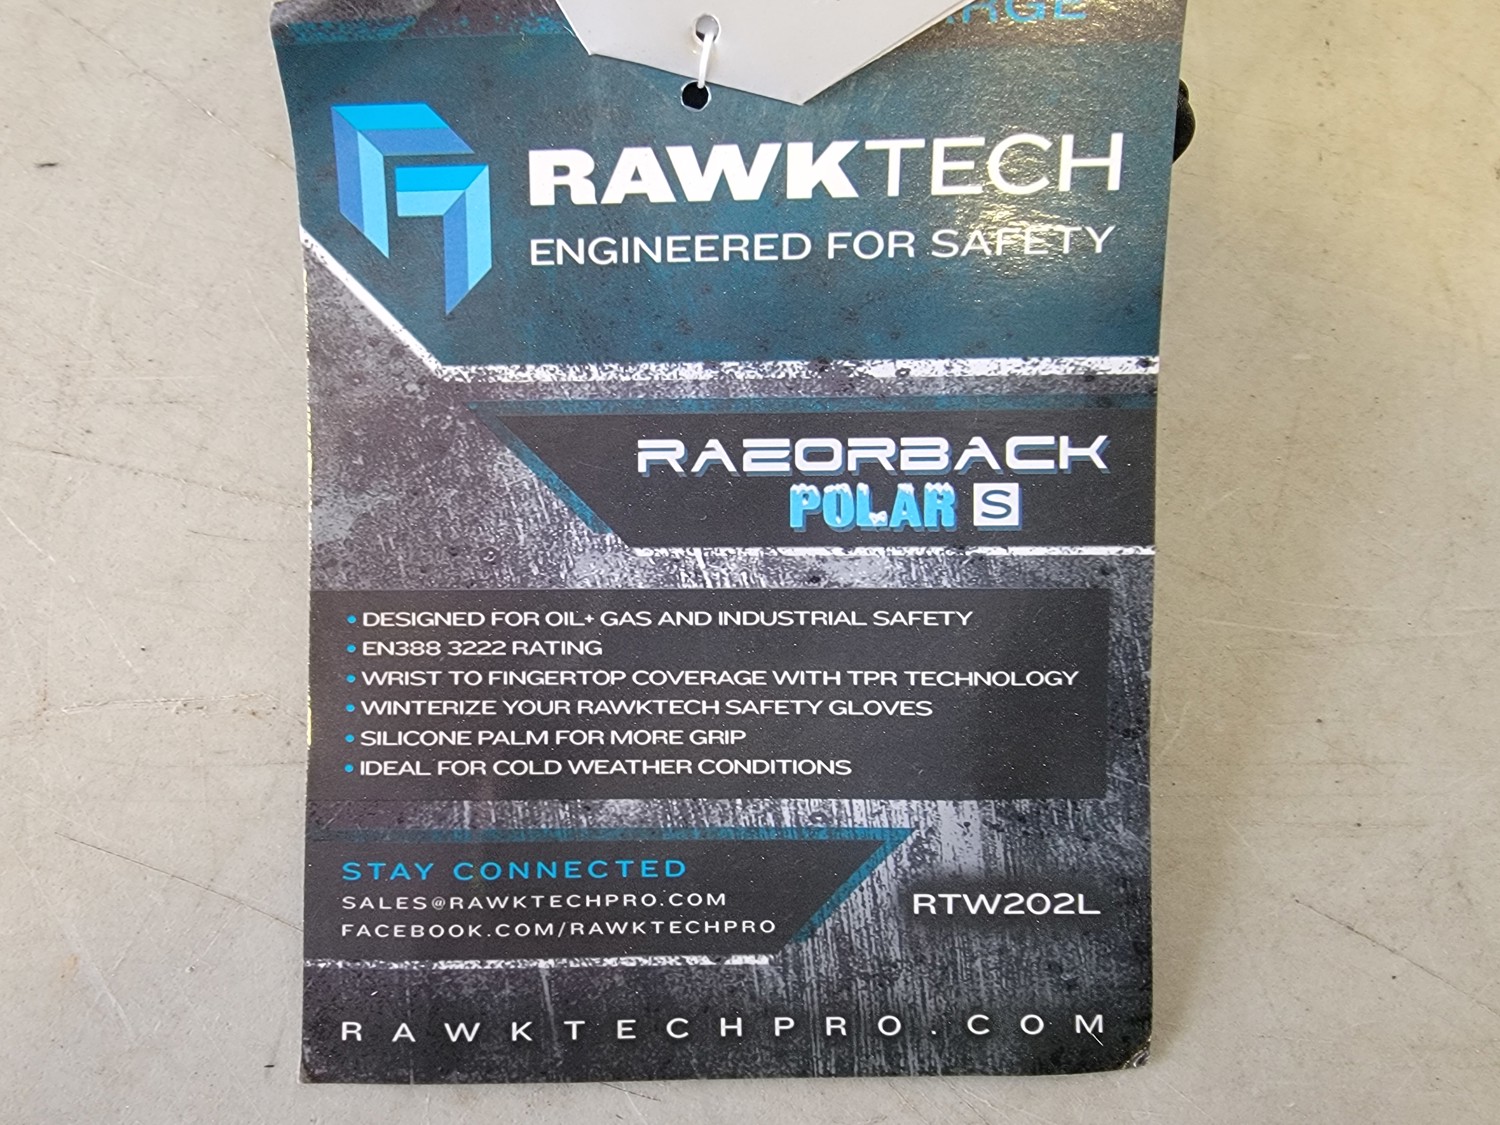 RAWKTECH
ENGINEERED FOR SAFETY
RAZORBACK
POLAR S
• DESIGNED FOR OIL+ GAS AND INDUSTRIAL SAFETY
• EN388 3222 RATING
• WRIST TO FINGERTOP COVERAGE WITH TPR TECHNOLOGY
• WINTERIZE YOUR RAWKTECH SAFETY GLOVES
• SILICONE PALM FOR MORE GRIP
• IDEAL FOR COLD WEATHER CONDITIONS
STAY CONNECTED
SALES@RAWKTECHPRO.COM
FACEBOOK.COM/RAWKTECHPRO
RTW202L
RAWKTECHPRO.COM